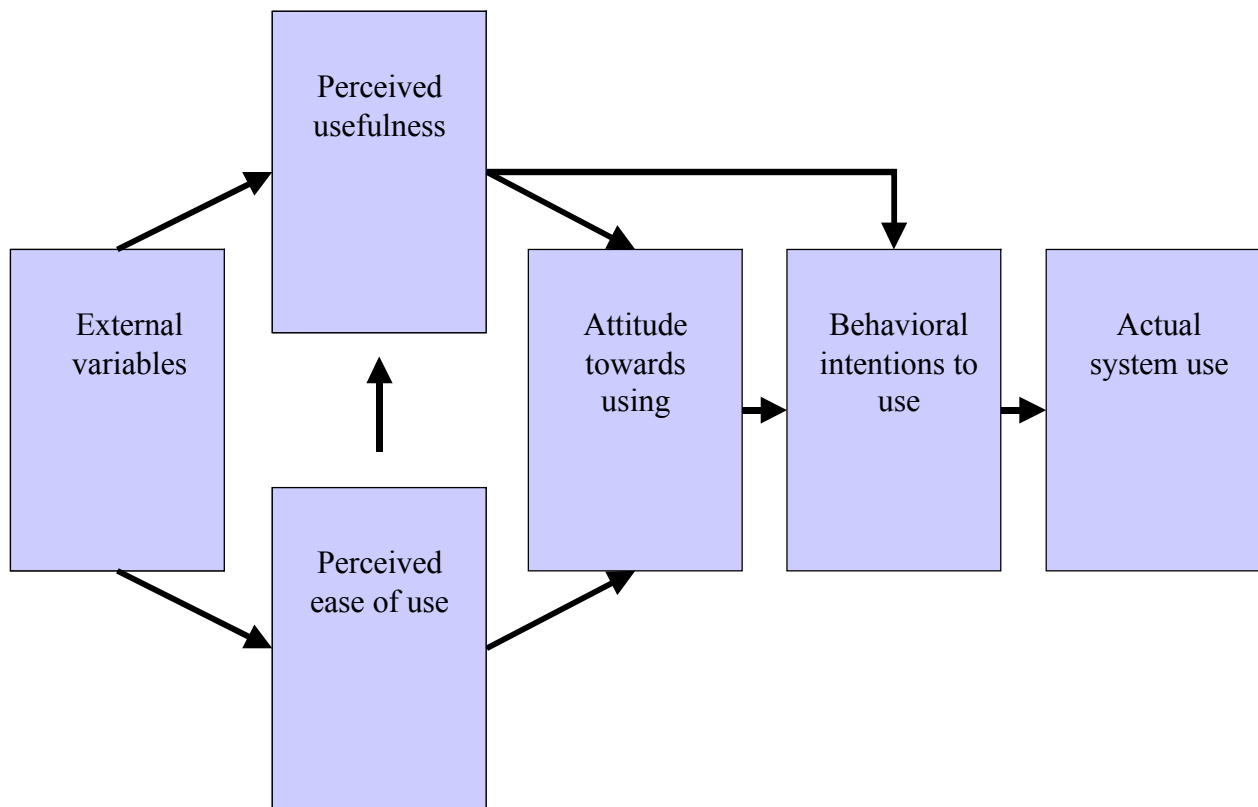 Perceived
usefulness
External
variables
Attitude
towards
using
Behavioral
intentions to
use
Actual
system use
Perceived
ease of use